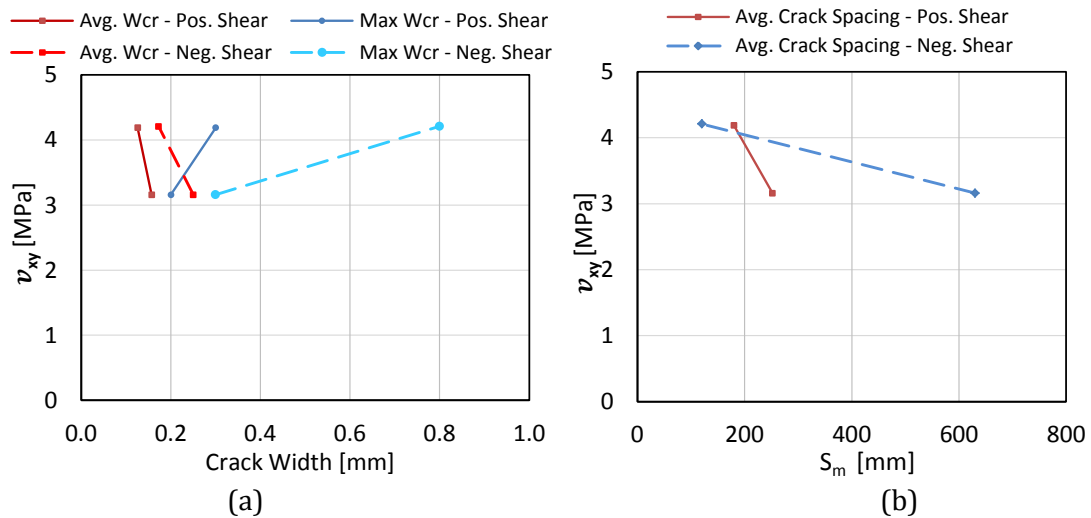 Avg. Wcr - Pos. Shear
Max Wcr - Pos. Shear
Avg. Wcr - Neg. Shear
Max Wcr - Neg. Shear
5
4
3
2
1
0
vxy [MPa]
0.0 0.2 0.4 0.6 0.8 1.0
Crack Width [mm]
(a)
Avg. Crack Spacing - Pos. Shear
Avg. Crack Spacing - Neg. Shear
5
4
3
2
1
0
vxy [MPa]
0 200 400 600 800
Sm [mm]
(b)